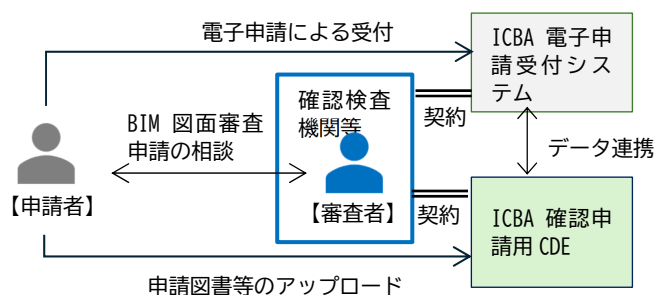 電子申請による受付
ICBA 電子申
請受付シス
テム
確認検査
機関等
契約
BIM 図面審査
申請の相談
データ連携
【申請者】
【審査者】
契約
ICBA 確認申
請用 CDE
申請図書等のアップロード